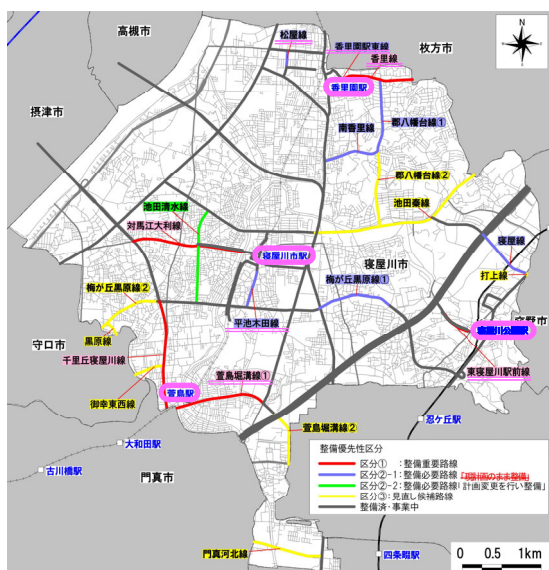 高槻市
松屋線
香里園駅東線
香里線
枚方市
N
香里園駅
摂津市
南香里線
郡八幡台線①
郡八幡台線2
池田清水線
池田秦線
対馬江大利線
寝屋川市駅
寝屋川市
寝屋線
打上線
梅が丘黒原線②
梅が丘黒原線①
平池木田線
守口市
黒原線
千里丘寝屋川線
寝屋川公園駅
交野市
東寝屋川駅前線
御幸東西線
萱島駅
萱島堀溝線①
忍ケ丘駅
萱島堀溝線2
大和田駅
古川橋駅
門真市
整備優先性区分
区分① :整備重要路線
区分②-1:整備必要路線「現計画のまま整備」
区分②-2:整備必要路線「計画変更を行い整備」
区分③:見直し候補路線
整備済・事業中
門真河北線
四条畷駅
0 0.5 1km